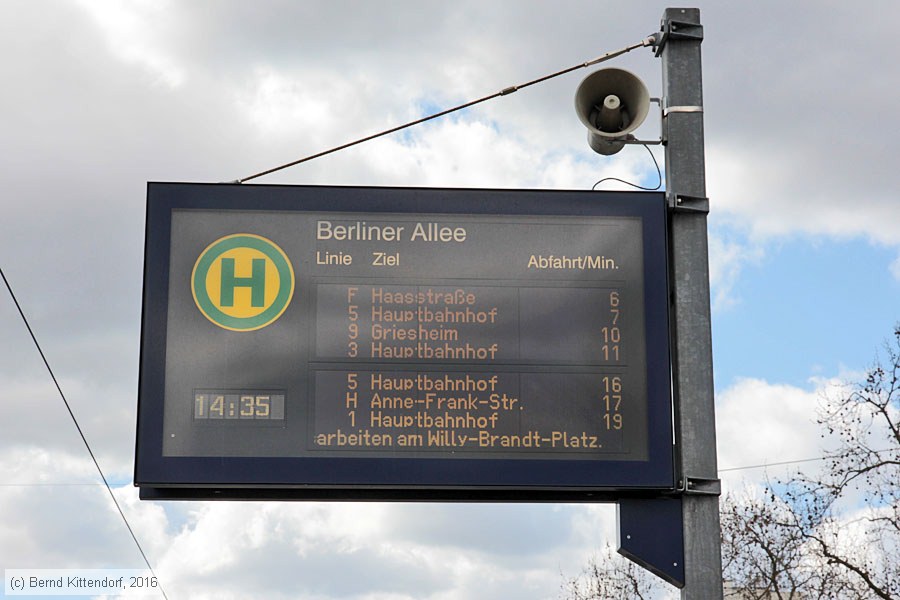 Berliner Allee
H
Linie Ziel Abfahrt/Min.
F Haasstraße 6
5 Hauptbahnhof 7
9 Griesheim 10
3 Hauptbahnhof 11
5 Hauptbahnhof 16
H Anne-Frank-Str. 17
1 Hauptbahnhof 19
14:35
arbeiten am Willy-Brandt-Platz.
(c) Bernd Kittendorf, 2016